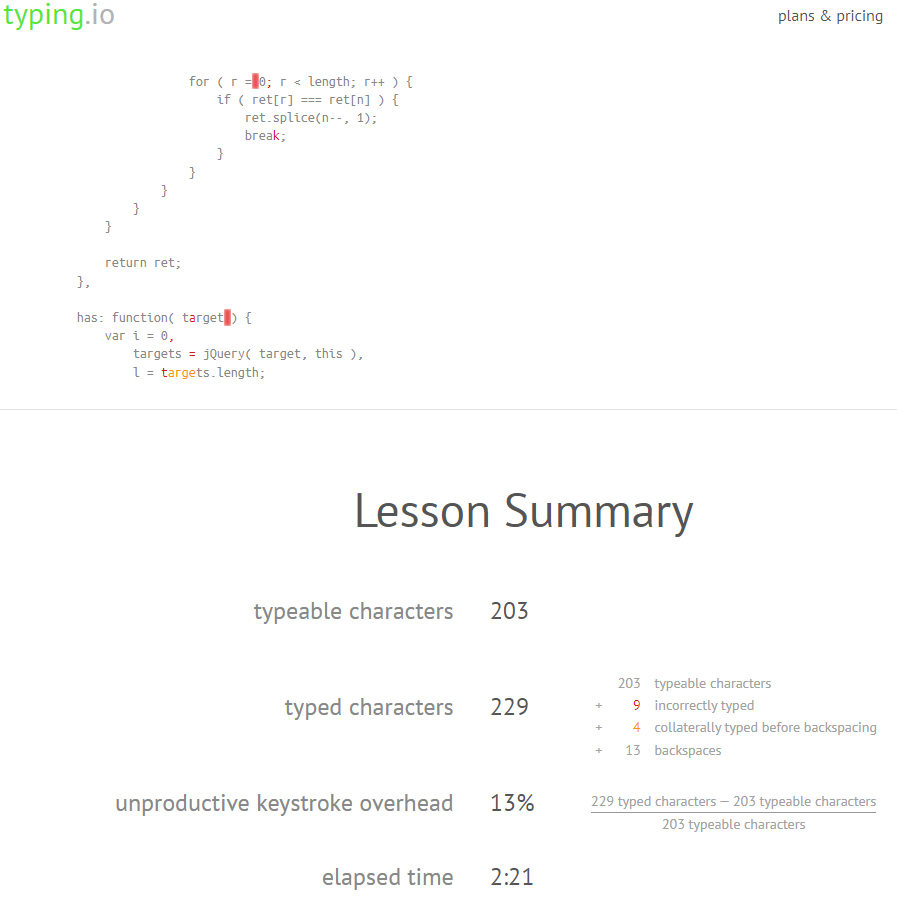 typing.io
plans & pricing
for ( r = 0; r < length; r++ ) {
if ( ret[r] === ret[n] ) {
ret.splice(n--, 1);
break;
}
}
}
}
}
return ret;
},
has: function( target ) {
var i = 0,
targets = jQuery( target, this ),
l = targets.length;
Lesson Summary
typeable characters 203
203 typeable characters
typed characters 229
+ 9 incorrectly typed
+ 4 collaterally typed before backspacing
+ 13 backspaces
unproductive keystroke overhead 13%
229 typed characters — 203 typeable characters
203 typeable characters
elapsed time 2:21